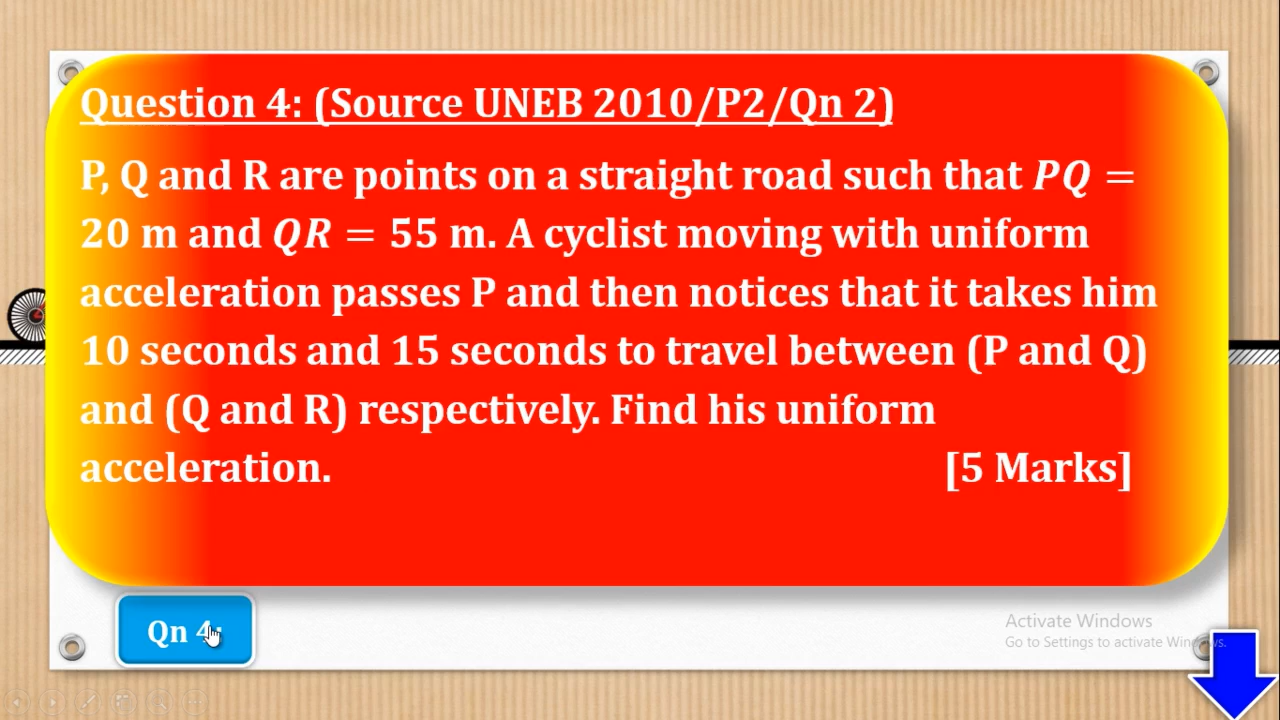 Question 4: (Source UNEB 2010/P2/Qn 2)
P, Q and R are points on a straight road such that PQ =
20 m and QR = 55 m. A cyclist moving with uniform
acceleration passes P and then notices that it takes him
10 seconds and 15 seconds to travel between (P and Q)
and (Q and R) respectively. Find his uniform
acceleration. [5 Marks]
Qn 4:
Activate Windows
Go to Settings to activate Windows.